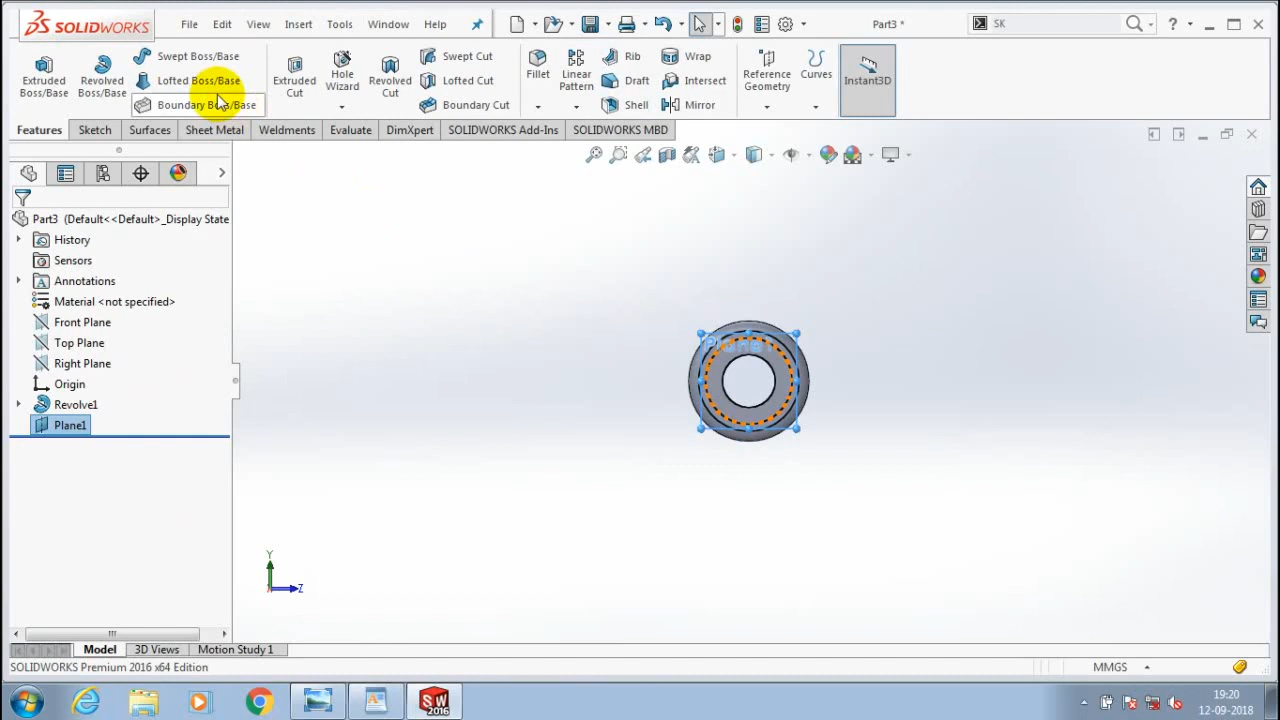 SOLIDWORKS File Edit View Insert Tools Window Help Part3 * SK ?
Extruded Boss/Base
Revolved Boss/Base
Swept Boss/Base
Lofted Boss/Base
Boundary Boss/Base
Extruded Cut
Hole Wizard
Revolved Cut
Swept Cut
Lofted Cut
Boundary Cut
Fillet
Linear Pattern
Rib
Draft
Shell
Wrap
Intersect
Mirror
Reference Geometry
Curves
Instant3D
Features Sketch Surfaces Sheet Metal Weldments Evaluate DimXpert SOLIDWORKS Add-Ins SOLIDWORKS MBD
Part3 (Default<<Default>_Display State
History
Sensors
Annotations
Material <not specified>
Front Plane
Top Plane
Right Plane
Origin
Revolve1
Plane1
Plane1
Y
Z
Model 3D Views Motion Study 1
SOLIDWORKS Premium 2016 x64 Edition MMGS
SW 2016
19:20
12-09-2018